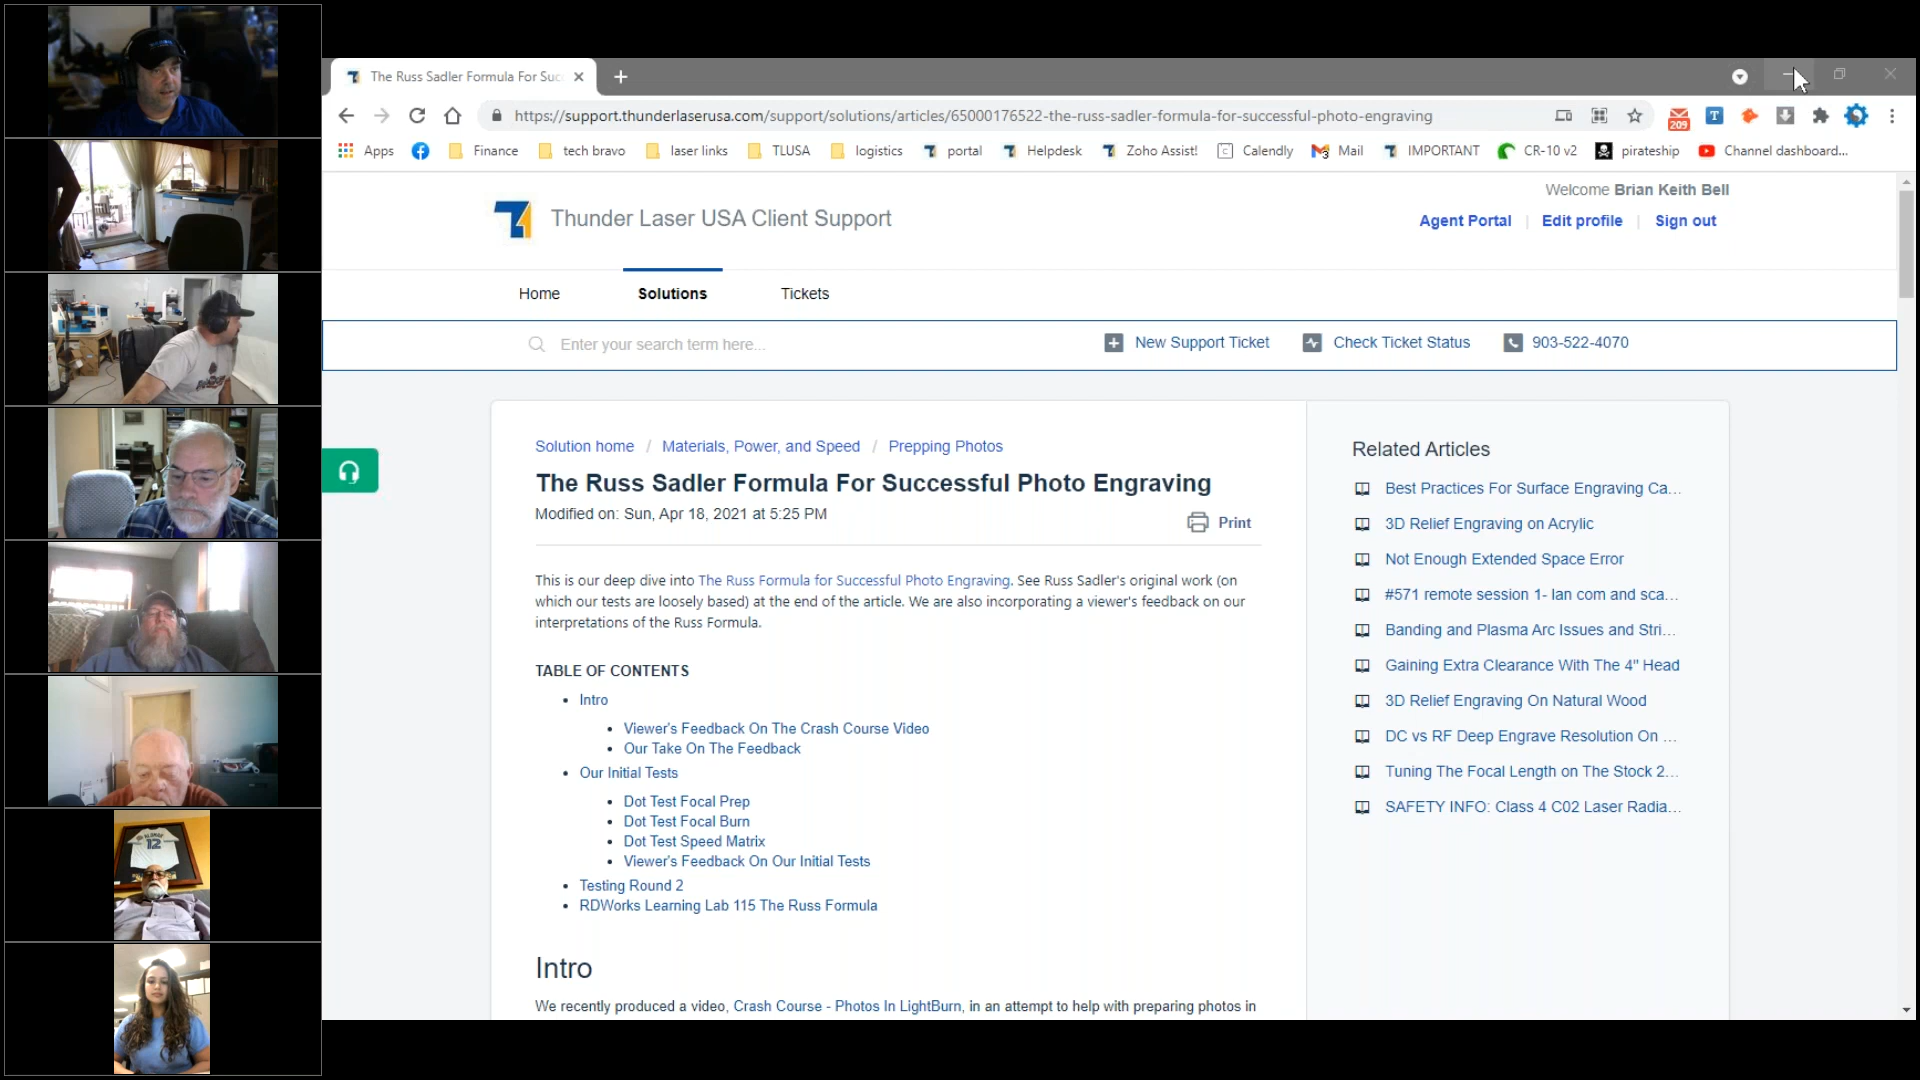 The Russ Sadler Formula For Suc
https://support.thunderlaserusa.com/support/solutions/articles/65000176522-the-russ-sadler-formula-for-successful-photo-engraving
209
Apps Finance tech bravo laser links TLUSA logistics portal Helpdesk Zoho Assist! Calendly Mail IMPORTANT CR-10 v2 pirateship Channel dashboard...
Welcome Brian Keith Bell
Thunder Laser USA Client Support
Agent Portal Edit profile Sign out
Home Solutions Tickets
Enter your search term here...
New Support Ticket Check Ticket Status 903-522-4070
Solution home / Materials, Power, and Speed / Prepping Photos
The Russ Sadler Formula For Successful Photo Engraving
Modified on: Sun, Apr 18, 2021 at 5:25 PM
Print
This is our deep dive into The Russ Formula for Successful Photo Engraving. See Russ Sadler's original work (on
which our tests are loosely based) at the end of the article. We are also incorporating a viewer's feedback on our
interpretations of the Russ Formula.
TABLE OF CONTENTS
Intro
Viewer's Feedback On The Crash Course Video
Our Take On The Feedback
Our Initial Tests
Dot Test Focal Prep
Dot Test Focal Burn
Dot Test Speed Matrix
Viewer's Feedback On Our Initial Tests
Testing Round 2
RDWorks Learning Lab 115 The Russ Formula
Intro
We recently produced a video, Crash Course - Photos In LightBurn, in an attempt to help with preparing photos in
Related Articles
Best Practices For Surface Engraving Ca...
3D Relief Engraving on Acrylic
Not Enough Extended Space Error
#571 remote session 1- lan com and sca...
Banding and Plasma Arc Issues and Stri...
Gaining Extra Clearance With The 4" Head
3D Relief Engraving On Natural Wood
DC vs RF Deep Engrave Resolution On ...
Tuning The Focal Length on The Stock 2...
SAFETY INFO: Class 4 C02 Laser Radia...
12